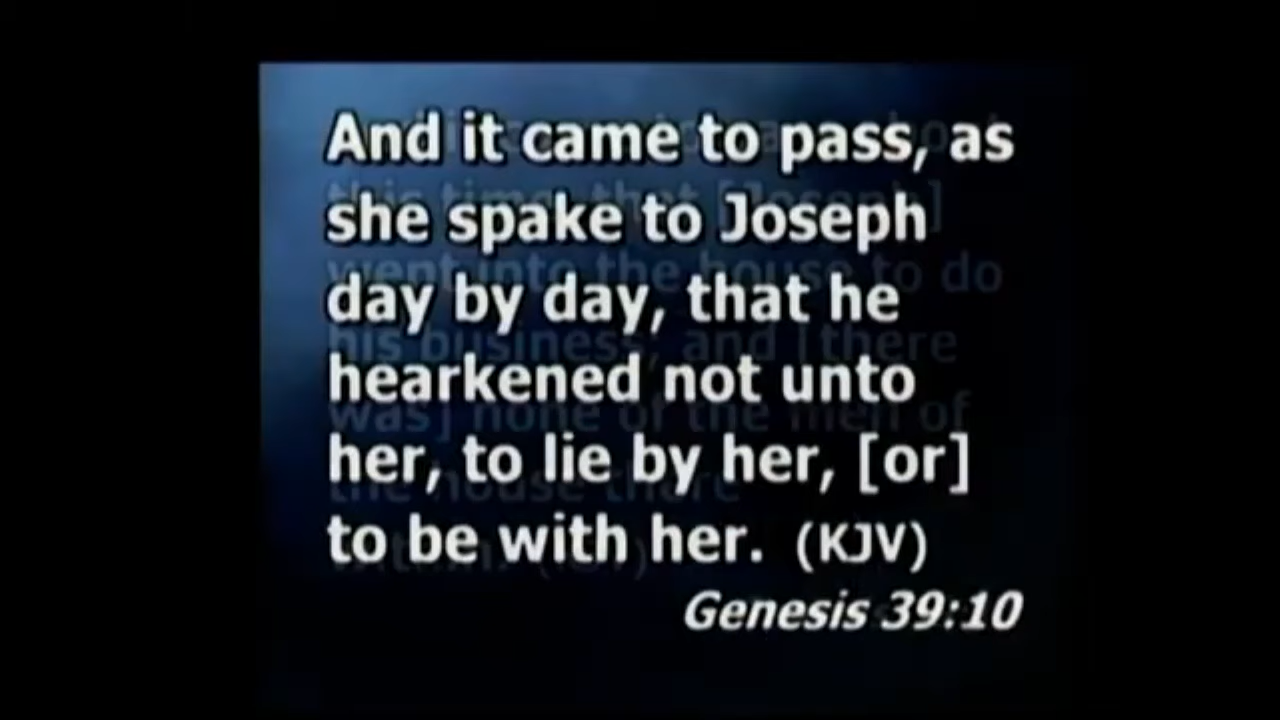 And it came to pass, as
she spake to Joseph
day by day, that he
hearkened not unto
her, to lie by her, [or]
to be with her. (KJV)
Genesis 39:10